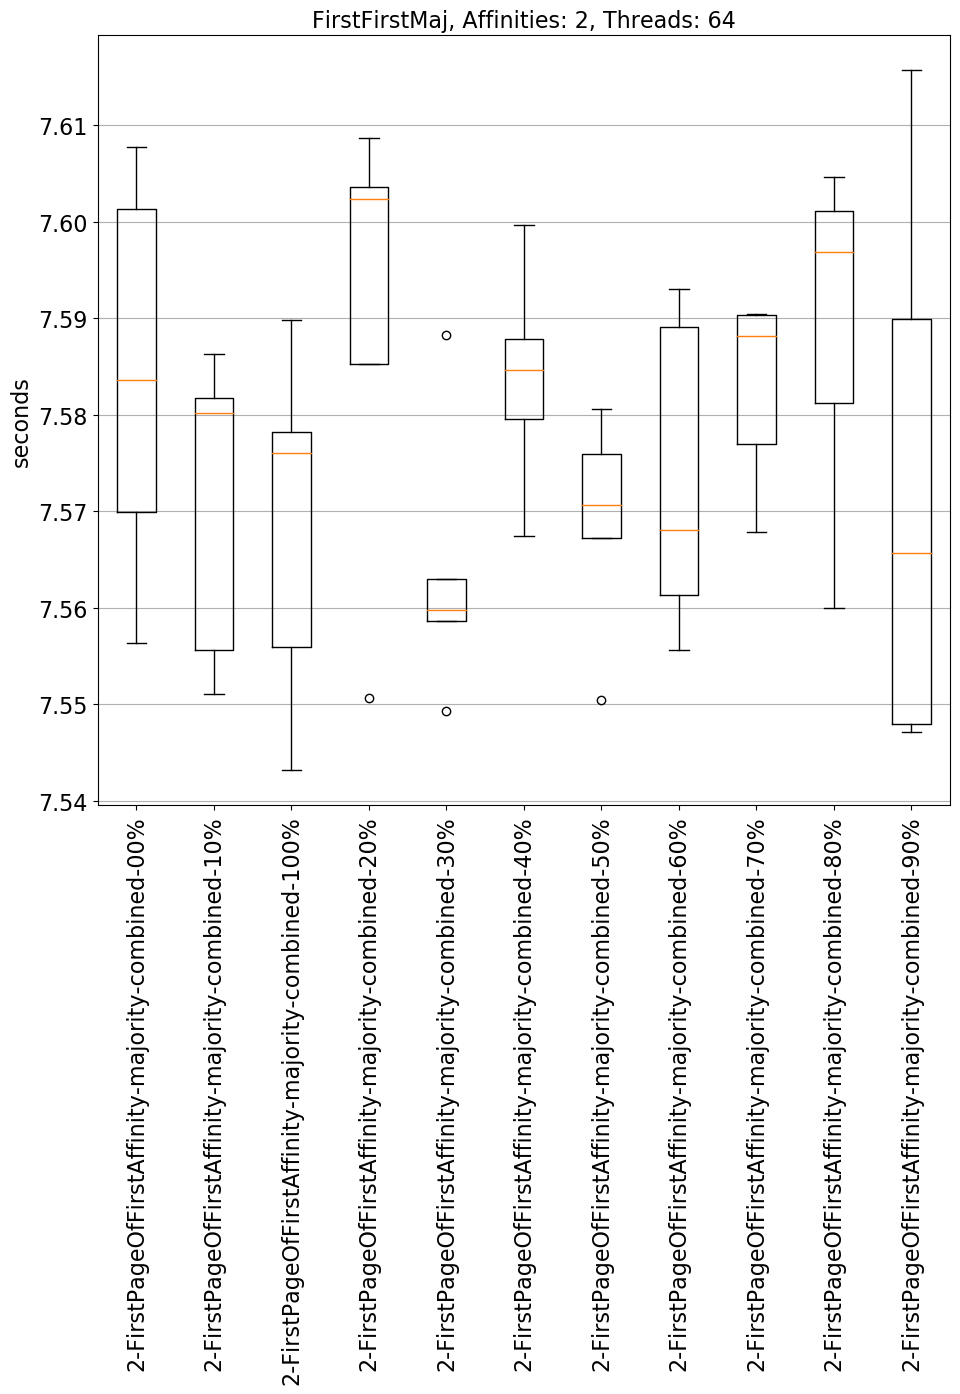 FirstFirstMaj, Affinities: 2, Threads: 64
seconds
7.61
7.60
7.59
7.58
7.57
7.56
7.55
7.54
2-FirstPageOfFirstAffinity-majority-combined-00%
2-FirstPageOfFirstAffinity-majority-combined-10%
2-FirstPageOfFirstAffinity-majority-combined-100%
2-FirstPageOfFirstAffinity-majority-combined-20%
2-FirstPageOfFirstAffinity-majority-combined-30%
2-FirstPageOfFirstAffinity-majority-combined-40%
2-FirstPageOfFirstAffinity-majority-combined-50%
2-FirstPageOfFirstAffinity-majority-combined-60%
2-FirstPageOfFirstAffinity-majority-combined-70%
2-FirstPageOfFirstAffinity-majority-combined-80%
2-FirstPageOfFirstAffinity-majority-combined-90%